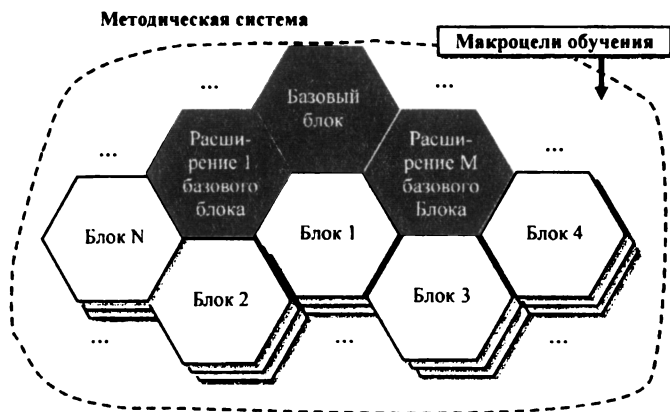 Методическая система
Макроцели обучения
...
...
Базовый
блок
Расши-
рение 1
базового
блока
Расши-
рение М
базового
Блока
...
...
Блок N
Блок 1
Блок 4
Блок 2
Блок 3
...
...
...